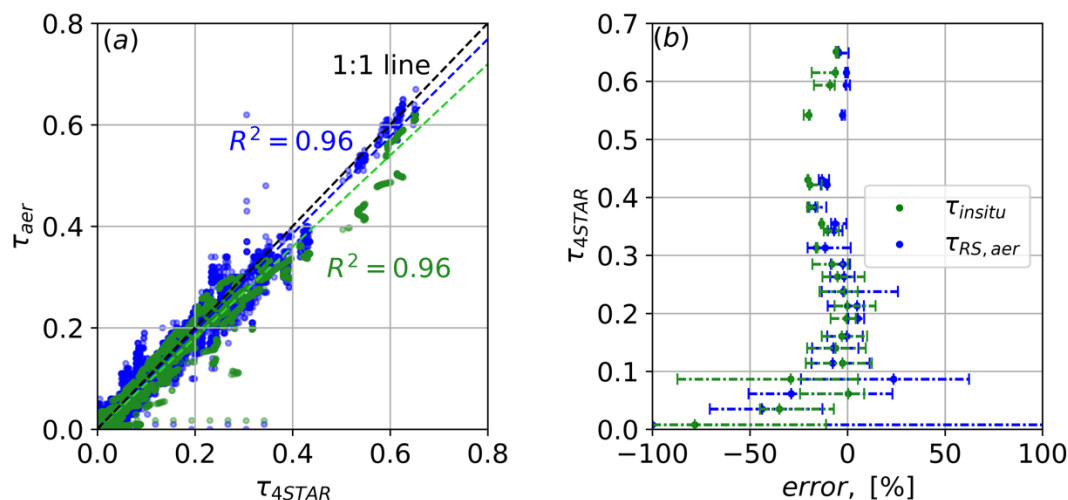 (a)
1:1 line
R² = 0.96
R² = 0.96
0.8
0.6
0.4
0.2
0.0
τaer
0.0 0.2 0.4 0.6 0.8
τ4STAR
(b)
0.7
0.6
0.5
0.4
0.3
0.2
0.1
0.0
τ4STAR
τinsitu
τRS, aer
−100 −50 0 50 100
error, [%]